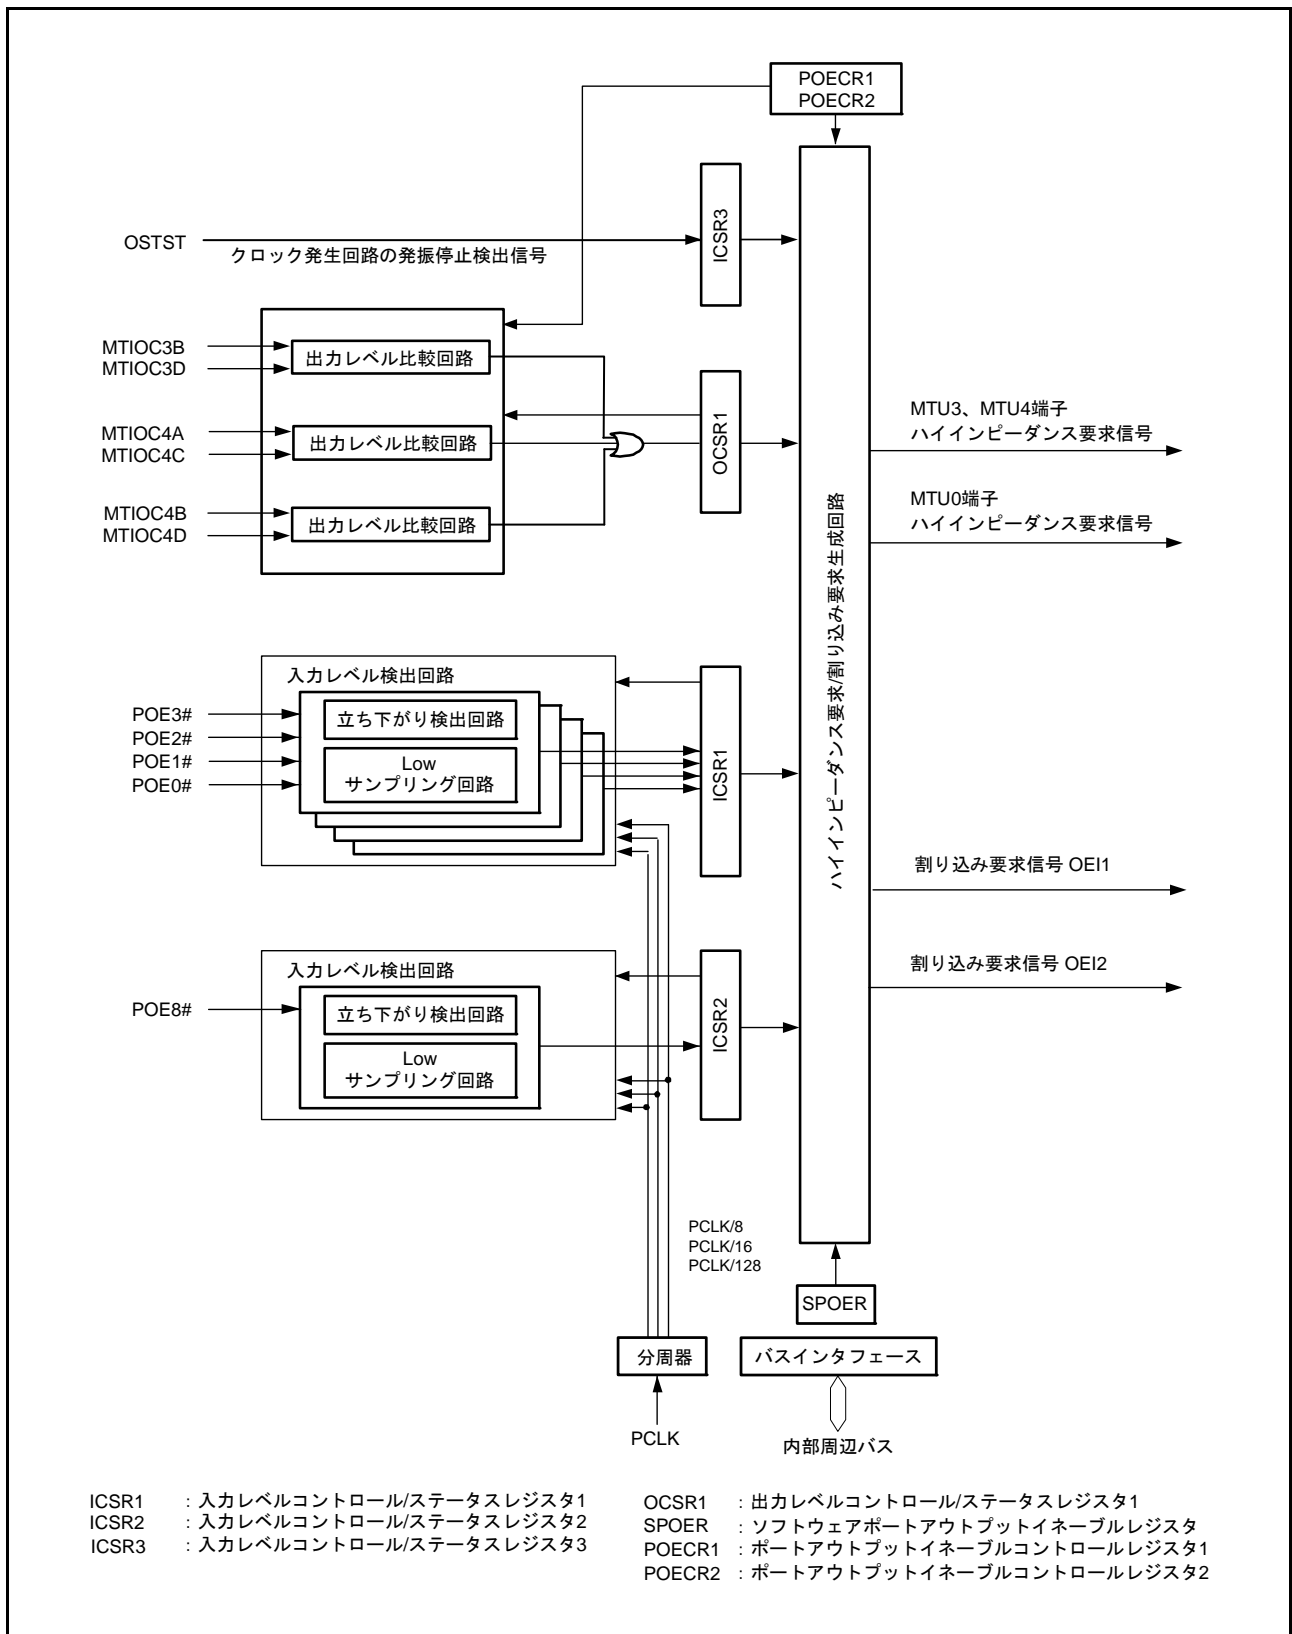 POECR1
POECR2
ICSR3
OSTST
クロック発生回路の発振停止検出信号
MTIOC3B
MTIOC3D
出力レベル比較回路
MTIOC4A
MTIOC4C
出力レベル比較回路
MTIOC4B
MTIOC4D
出力レベル比較回路
OCSR1
ハイインピーダンス要求/割り込み要求生成回路
MTU3、MTU4端子
ハイインピーダンス要求信号
MTU0端子
ハイインピーダンス要求信号
入力レベル検出回路
POE3#
POE2#
POE1#
POE0#
立ち下がり検出回路
Low
サンプリング回路
ICSR1
割り込み要求信号 OEI1
入力レベル検出回路
POE8#
立ち下がり検出回路
Low
サンプリング回路
ICSR2
割り込み要求信号 OEI2
PCLK/8
PCLK/16
PCLK/128
SPOER
分周器
バスインタフェース
PCLK
内部周辺バス
ICSR1 : 入力レベルコントロール/ステータスレジスタ1
ICSR2 : 入力レベルコントロール/ステータスレジスタ2
ICSR3 : 入力レベルコントロール/ステータスレジスタ3
OCSR1 : 出力レベルコントロール/ステータスレジスタ1
SPOER : ソフトウェアポートアウトプットイネーブルレジスタ
POECR1 : ポートアウトプットイネーブルコントロールレジスタ1
POECR2 : ポートアウトプットイネーブルコントロールレジスタ2